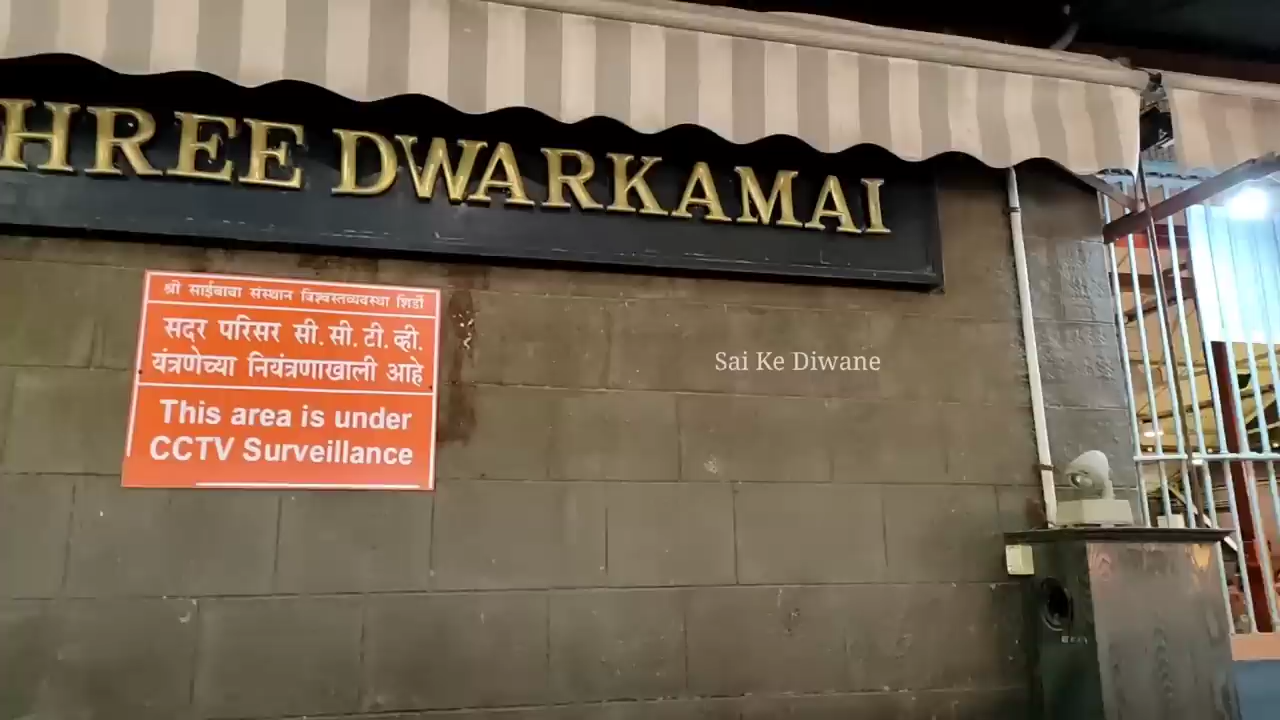 HREE DWARKAMAI
श्री साईबाबा संस्थान विश्वस्तव्यवस्था शिर्डी
सदर परिसर सी. सी. टी. व्ही.
यंत्रणेच्या नियंत्रणाखाली आहे
This area is under
CCTV Surveillance
Sai Ke Diwane